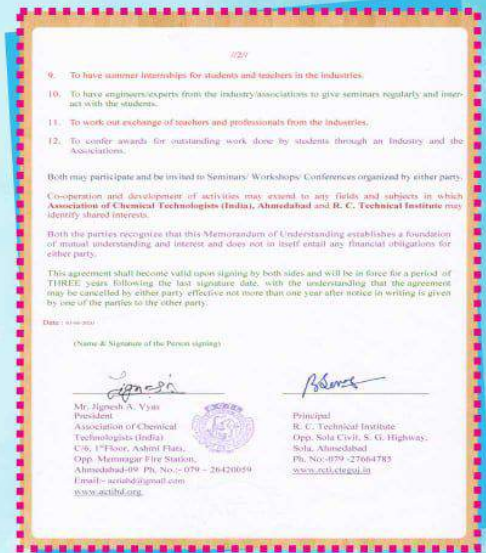 //2//
9. To have summer internships for students and teachers in the industries.
10. To have engineers/experts from the industry/associations to give seminars regularly and inter-
act with the students.
11. To work out exchange of teachers and professionals from the industries.
12. To confer awards for outstanding work done by students through an Industry and the
Associations.
Both may participate and be invited to Seminars/ Workshops/ Conferences organized by either party.
Co-operation and development of activities may extend to any fields and subjects in which
Association of Chemical Technologists (India), Ahmedabad and R. C. Technical Institute may
identify shared interests.
Both the parties recognize that this Memorandum of Understanding establishes a foundation
of mutual understanding and interest and does not in itself entail any financial obligations for
either party.
This agreement shall become valid upon signing by both sides and will be in force for a period of
THREE years following the last signature date, with the understanding that the agreement
may be cancelled by either party effective not more than one year after notice in writing is given
by one of the parties to the other party.
Date :
(Name & Signature of the Person signing)
Mr. Jignesh A. Vyas
President
Association of Chemical
Technologists (India)
C/6, 1st Floor, Ashmi Flats,
Opp. Memnagar Fire Station,
Ahmedabad-09 Ph. No.:- 079 - 26420059
www.actihd.org
Principal
R. C. Technical Institute
Opp. Sola Civil, S. G. Highway,
Sola, Ahmedabad
Ph. No:-079 -27664785
www.rcti.cteguj.in